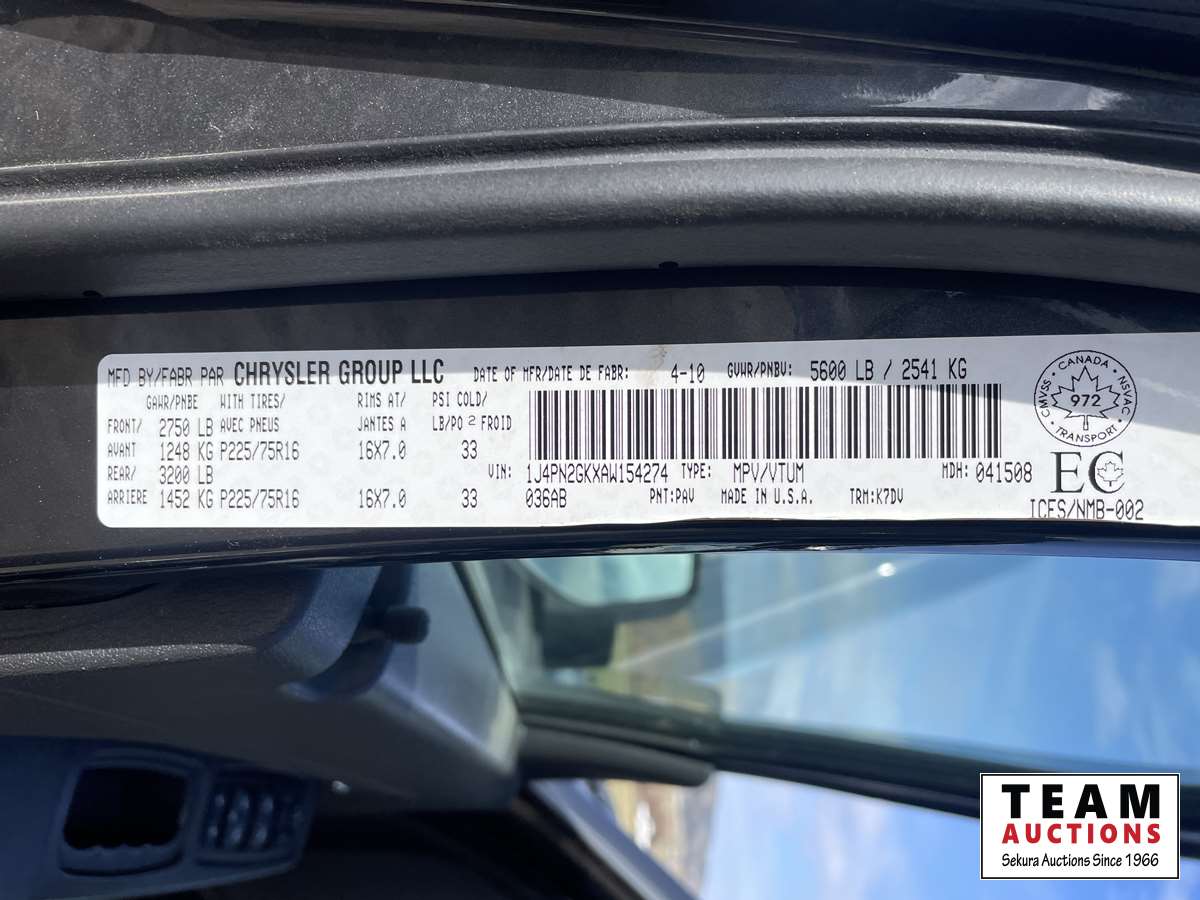 MFD BY/FABR PAR CHRYSLER GROUP LLC DATE OF MFR/DATE DE FABR: 4-10 GVWR/PNBV: 5600 LB / 2541 KG
GAWR/PNBE WITH TIRES/ RIMS AT/ PSI COLD/
FRONT/ 2750 LB AVEC PNEUS JANTES A LB/PO 2 FROID
AVANT 1248 KG P225/75R16 16X7.0 33
REAR/ 3200 LB VIN: 1J4PN2GKXAW154274 TYPE: MPV/VTUM MDH: 041508
ARRIERE 1452 KG P225/75R16 16X7.0 33 036AB PNT:PAV MADE IN U.S.A. TRM:K7DV
CANADA
CMVSS 972 NSVAC
TRANSPORT
EC
ICES/NMB-002
TEAM
AUCTIONS
Sekura Auctions Since 1966